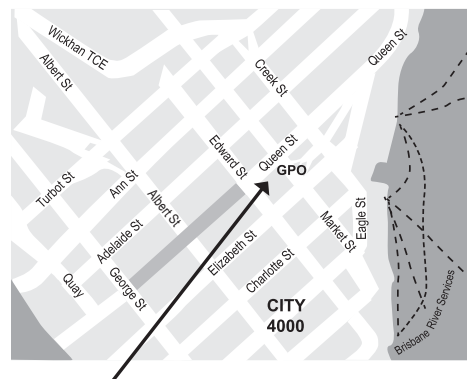 Wickhan TCE
Albert St
Queen St
Creek St
Edward St
Queen St
GPO
Turbot St
Ann St
Albert St
Adelaide St
Elizabeth St
Market St
Eagle St
Quay
George St
Charlotte St
CITY
4000
Brisbane River Services